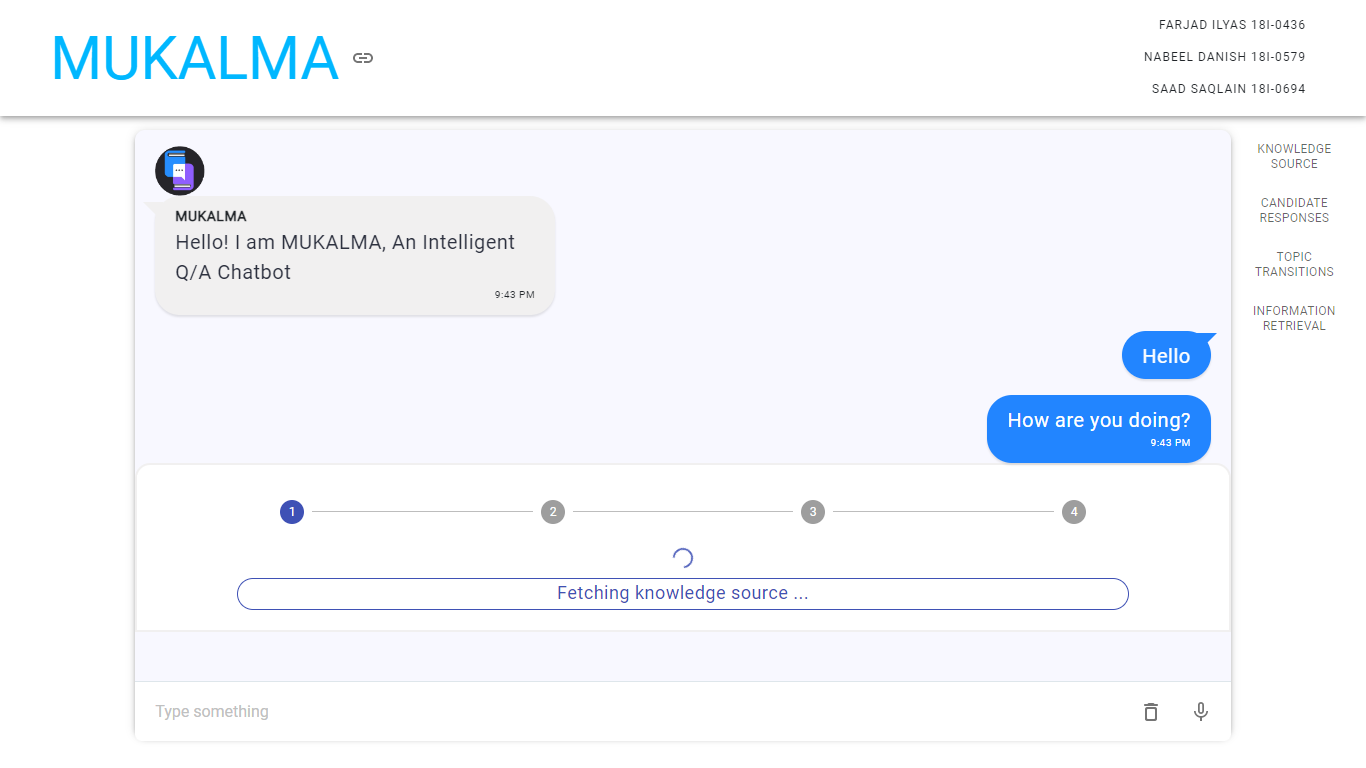 MUKALMA
FARJAD ILYAS 18I-0436
NABEEL DANISH 18I-0579
SAAD SAQLAIN 18I-0694
MUKALMA
Hello! I am MUKALMA, An Intelligent
Q/A Chatbot
9:43 PM
Hello
How are you doing?
9:43 PM
1
2
3
4
Fetching knowledge source ...
Type something
KNOWLEDGE
SOURCE
CANDIDATE
RESPONSES
TOPIC
TRANSITIONS
INFORMATION
RETRIEVAL